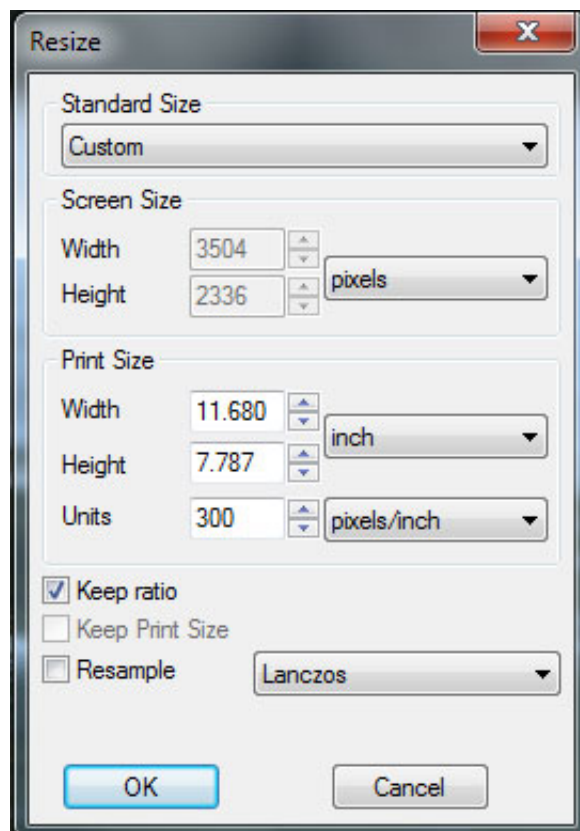 Resize
Standard Size
Custom
Screen Size
Width 3504
pixels
Height 2336
Print Size
Width 11.680
inch
Height 7.787
Units 300 pixels/inch
Keep ratio
Keep Print Size
Resample Lanczos
OK Cancel